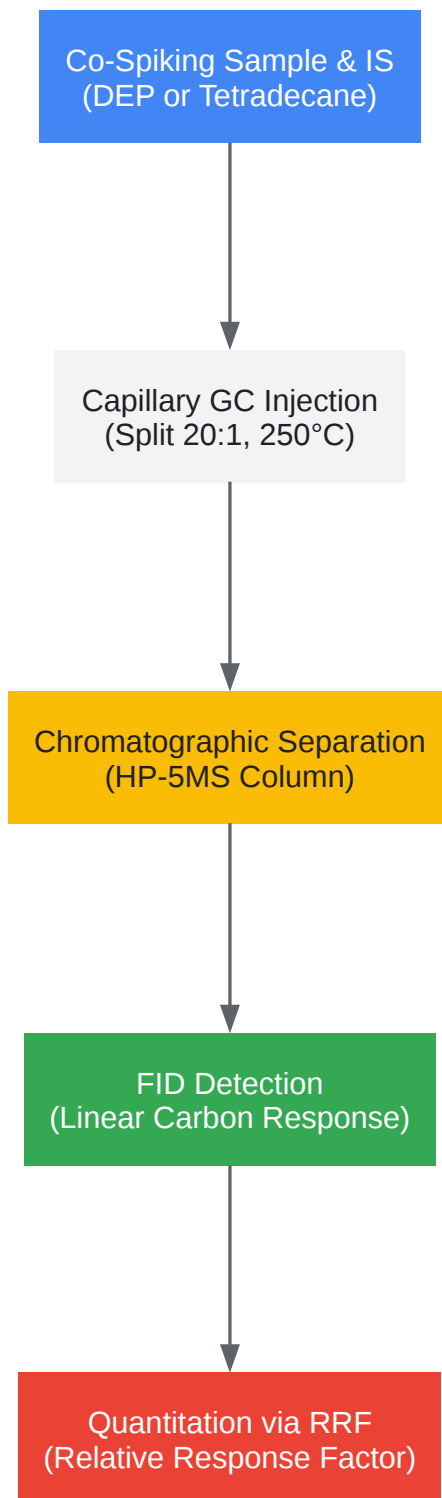 Co-Spiking Sample & IS
(DEP or Tetradecane)
Capillary GC Injection
(Split 20:1, 250°C)
Chromatographic Separation
(HP-5MS Column)
FID Detection
(Linear Carbon Response)
Quantitation via RRF
(Relative Response Factor)